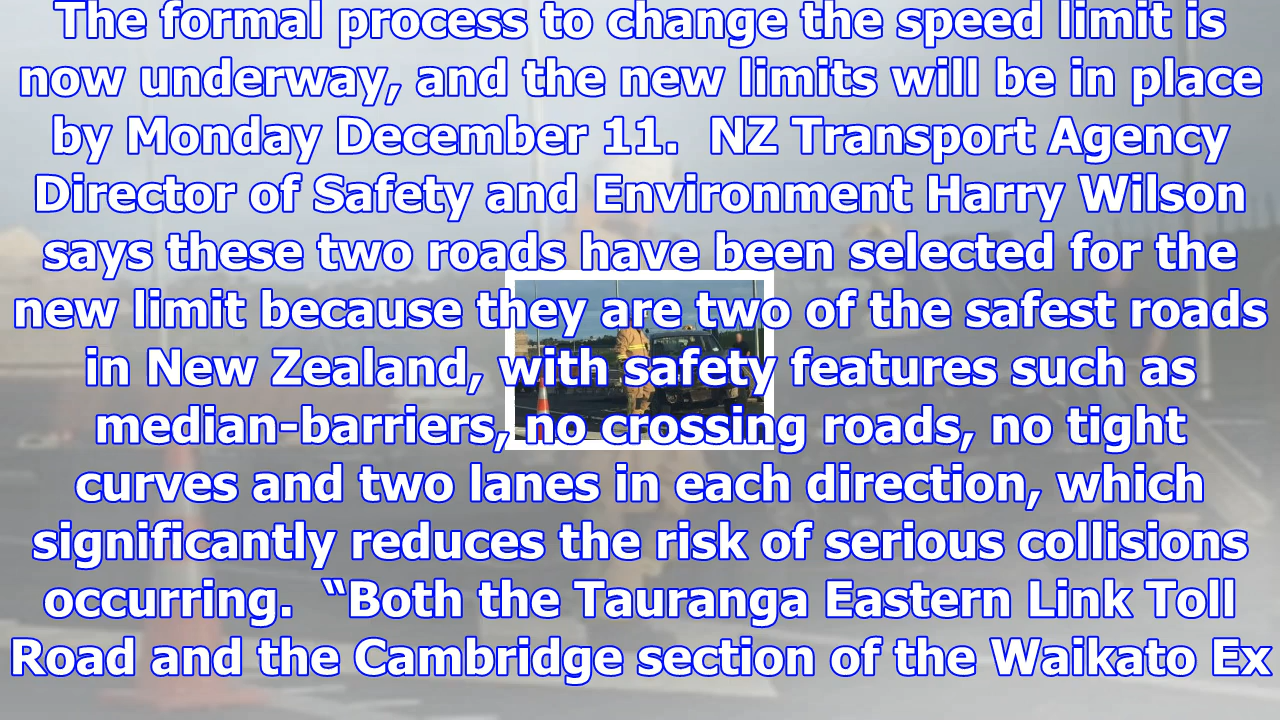 The formal process to change the speed limit is
now underway, and the new limits will be in place
by Monday December 11.  NZ Transport Agency
Director of Safety and Environment Harry Wilson
says these two roads have been selected for the
new limit because they are two of the safest roads
in New Zealand, with safety features such as
median-barriers, no crossing roads, no tight
curves and two lanes in each direction, which
significantly reduces the risk of serious collisions
occurring.  “Both the Tauranga Eastern Link Toll
Road and the Cambridge section of the Waikato Ex